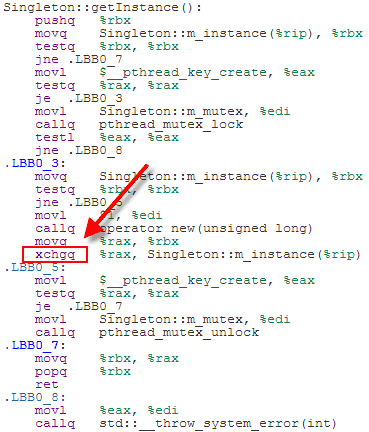 Singleton::getInstance():
pushq %rbx
movq Singleton::m_instance(%rip), %rbx
testq %rbx, %rbx
jne .LBB0_7
movl $__pthread_key_create, %eax
testq %rax, %rax
je .LBB0_3
movl Singleton::m_mutex, %edi
callq pthread_mutex_lock
testl %eax, %eax
jne .LBB0_8
.LBB0_3:
movq Singleton::m_instance(%rip), %rbx
testq %rbx, %rbx
jne
movl $1, %edi
callq operator new(unsigned long)
movq %rax, %rbx
xchgq %rax, Singleton::m_instance(%rip)
.LBB0_5:
movl $__pthread_key_create, %eax
testq %rax, %rax
je .LBB0_7
movl Singleton::m_mutex, %edi
callq pthread_mutex_unlock
.LBB0_7:
movq %rbx, %rax
popq %rbx
ret
.LBB0_8:
movl %eax, %edi
callq std::__throw_system_error(int)